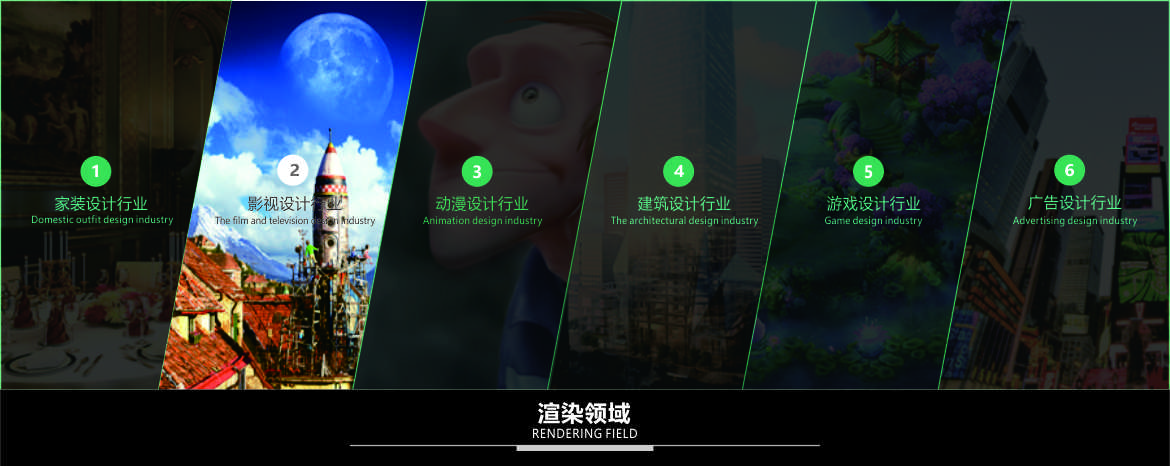 1
家装设计行业
Domestic outfit design industry
2
影视设计行业
The film and television design industry
3
动漫设计行业
Animation design industry
4
建筑设计行业
The architectural design industry
5
游戏设计行业
Game design industry
6
广告设计行业
Advertising design industry
渲染领域
RENDERING FIELD